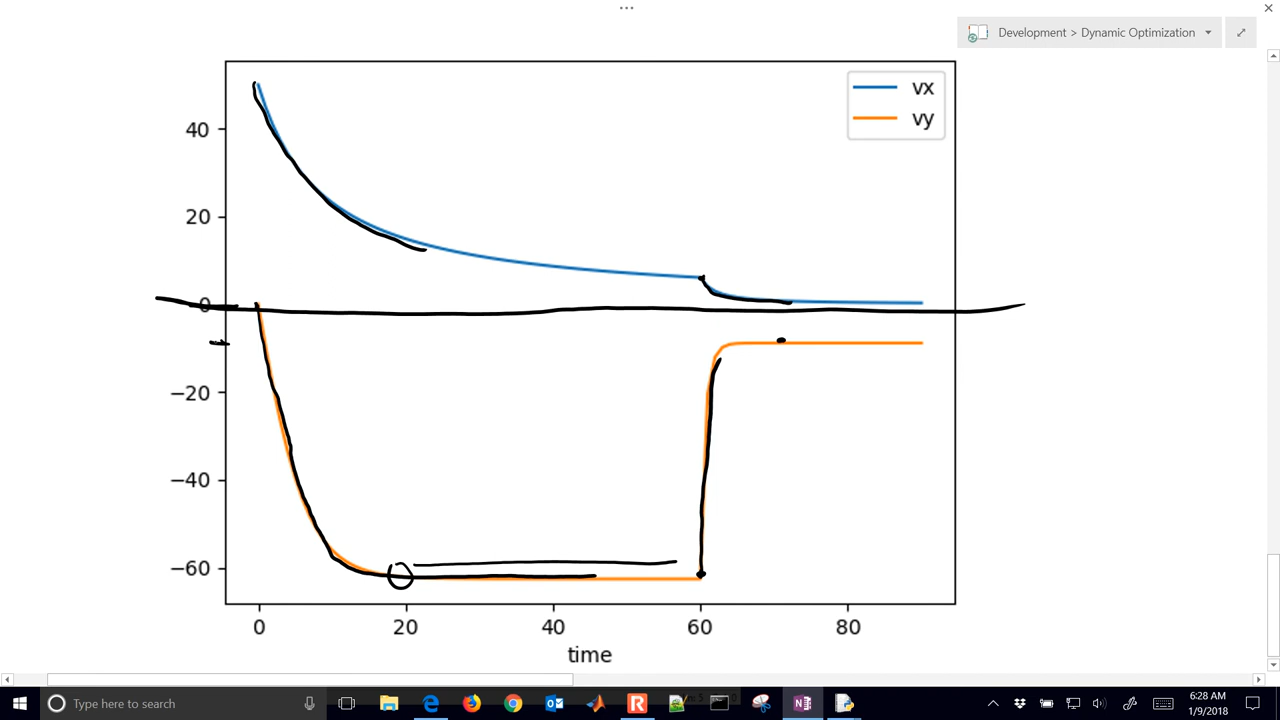 Development > Dynamic Optimization
vx
vy
40
20
0
−20
−40
−60
0 20 40 60 80
time
Type here to search
6:28 AM
1/9/2018